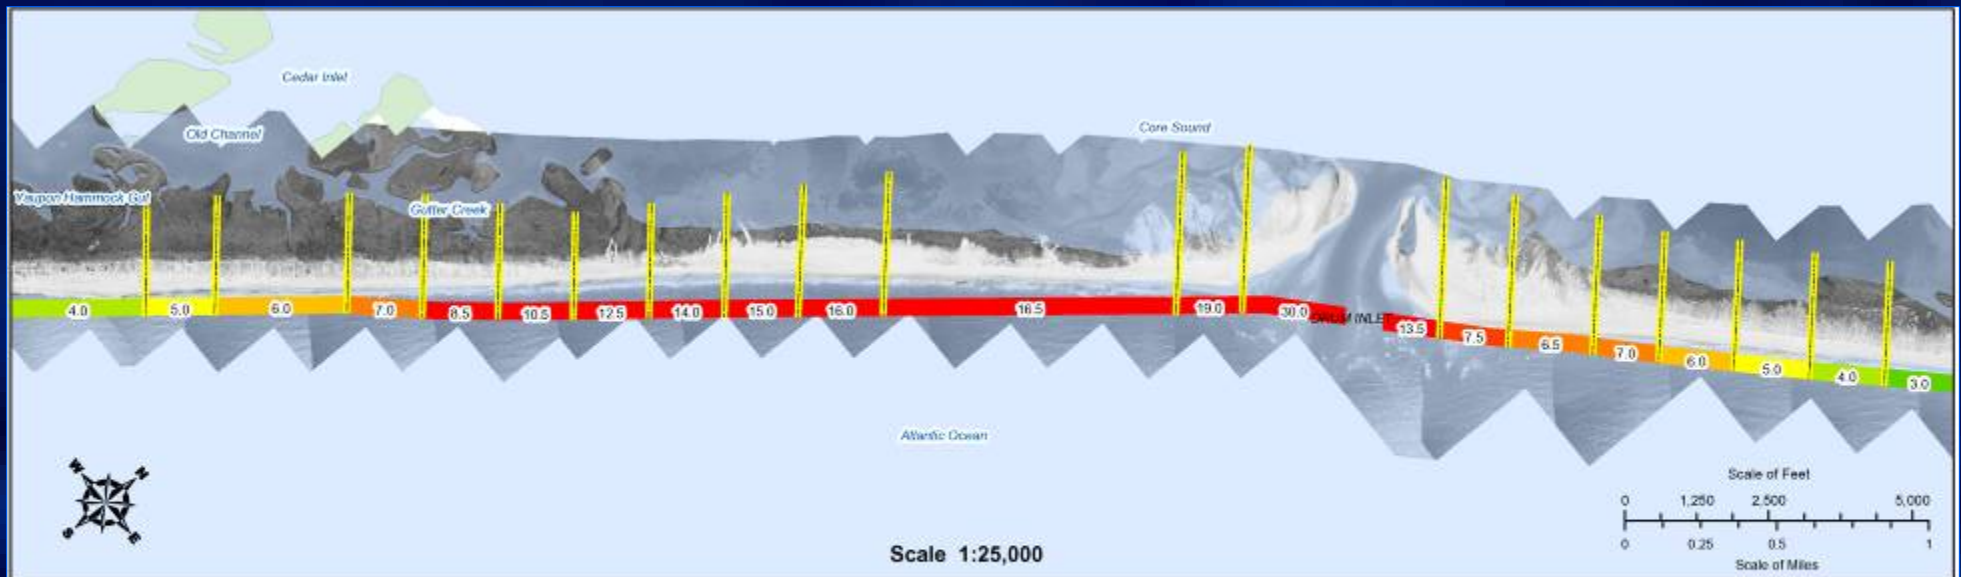 Cedar Inlet
Core Sound
Old Channel
Yaupon Hammock Gut
Gutter Creek
4.0 5.0 6.0 7.0 8.5 10.5 12.5 14.0 15.0 16.0 16.5 19.0 30.0 DRUM INLET 13.5 7.5 6.5 7.0 6.0 5.0 4.0 3.0
Atlantic Ocean
W N
S E
Scale 1:25,000
Scale of Feet
0 1,250 2,500 5,000
0 0.25 0.5 1
Scale of Miles